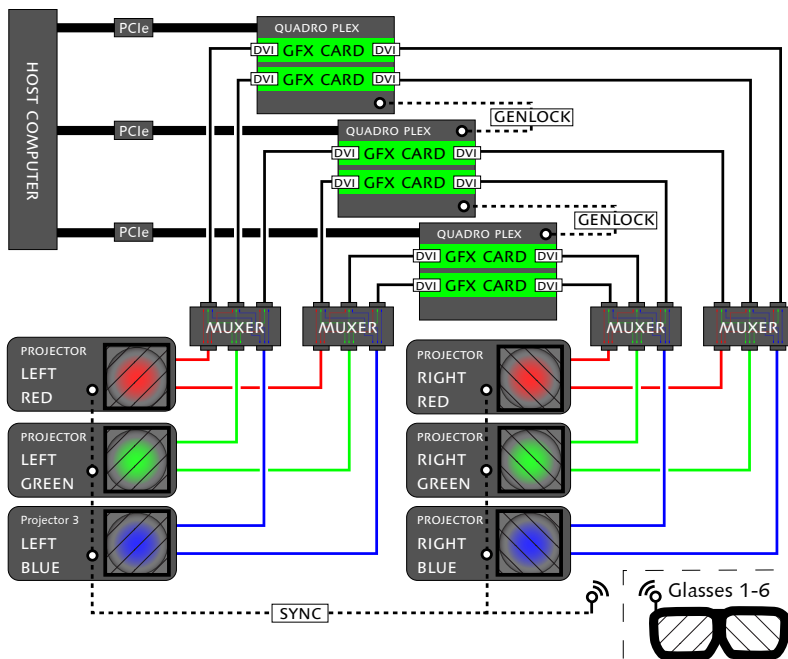 HOST COMPUTER
PCIe
QUADRO PLEX
DVI GFX CARD DVI
DVI GFX CARD DVI
GENLOCK
PCIe
QUADRO PLEX
DVI GFX CARD DVI
DVI GFX CARD DVI
GENLOCK
PCIe
QUADRO PLEX
DVI GFX CARD DVI
DVI GFX CARD DVI
MUXER
MUXER
MUXER
MUXER
PROJECTOR
LEFT
RED
PROJECTOR
RIGHT
RED
PROJECTOR
LEFT
GREEN
PROJECTOR
RIGHT
GREEN
Projector 3
LEFT
BLUE
PROJECTOR
RIGHT
BLUE
SYNC
Glasses 1-6